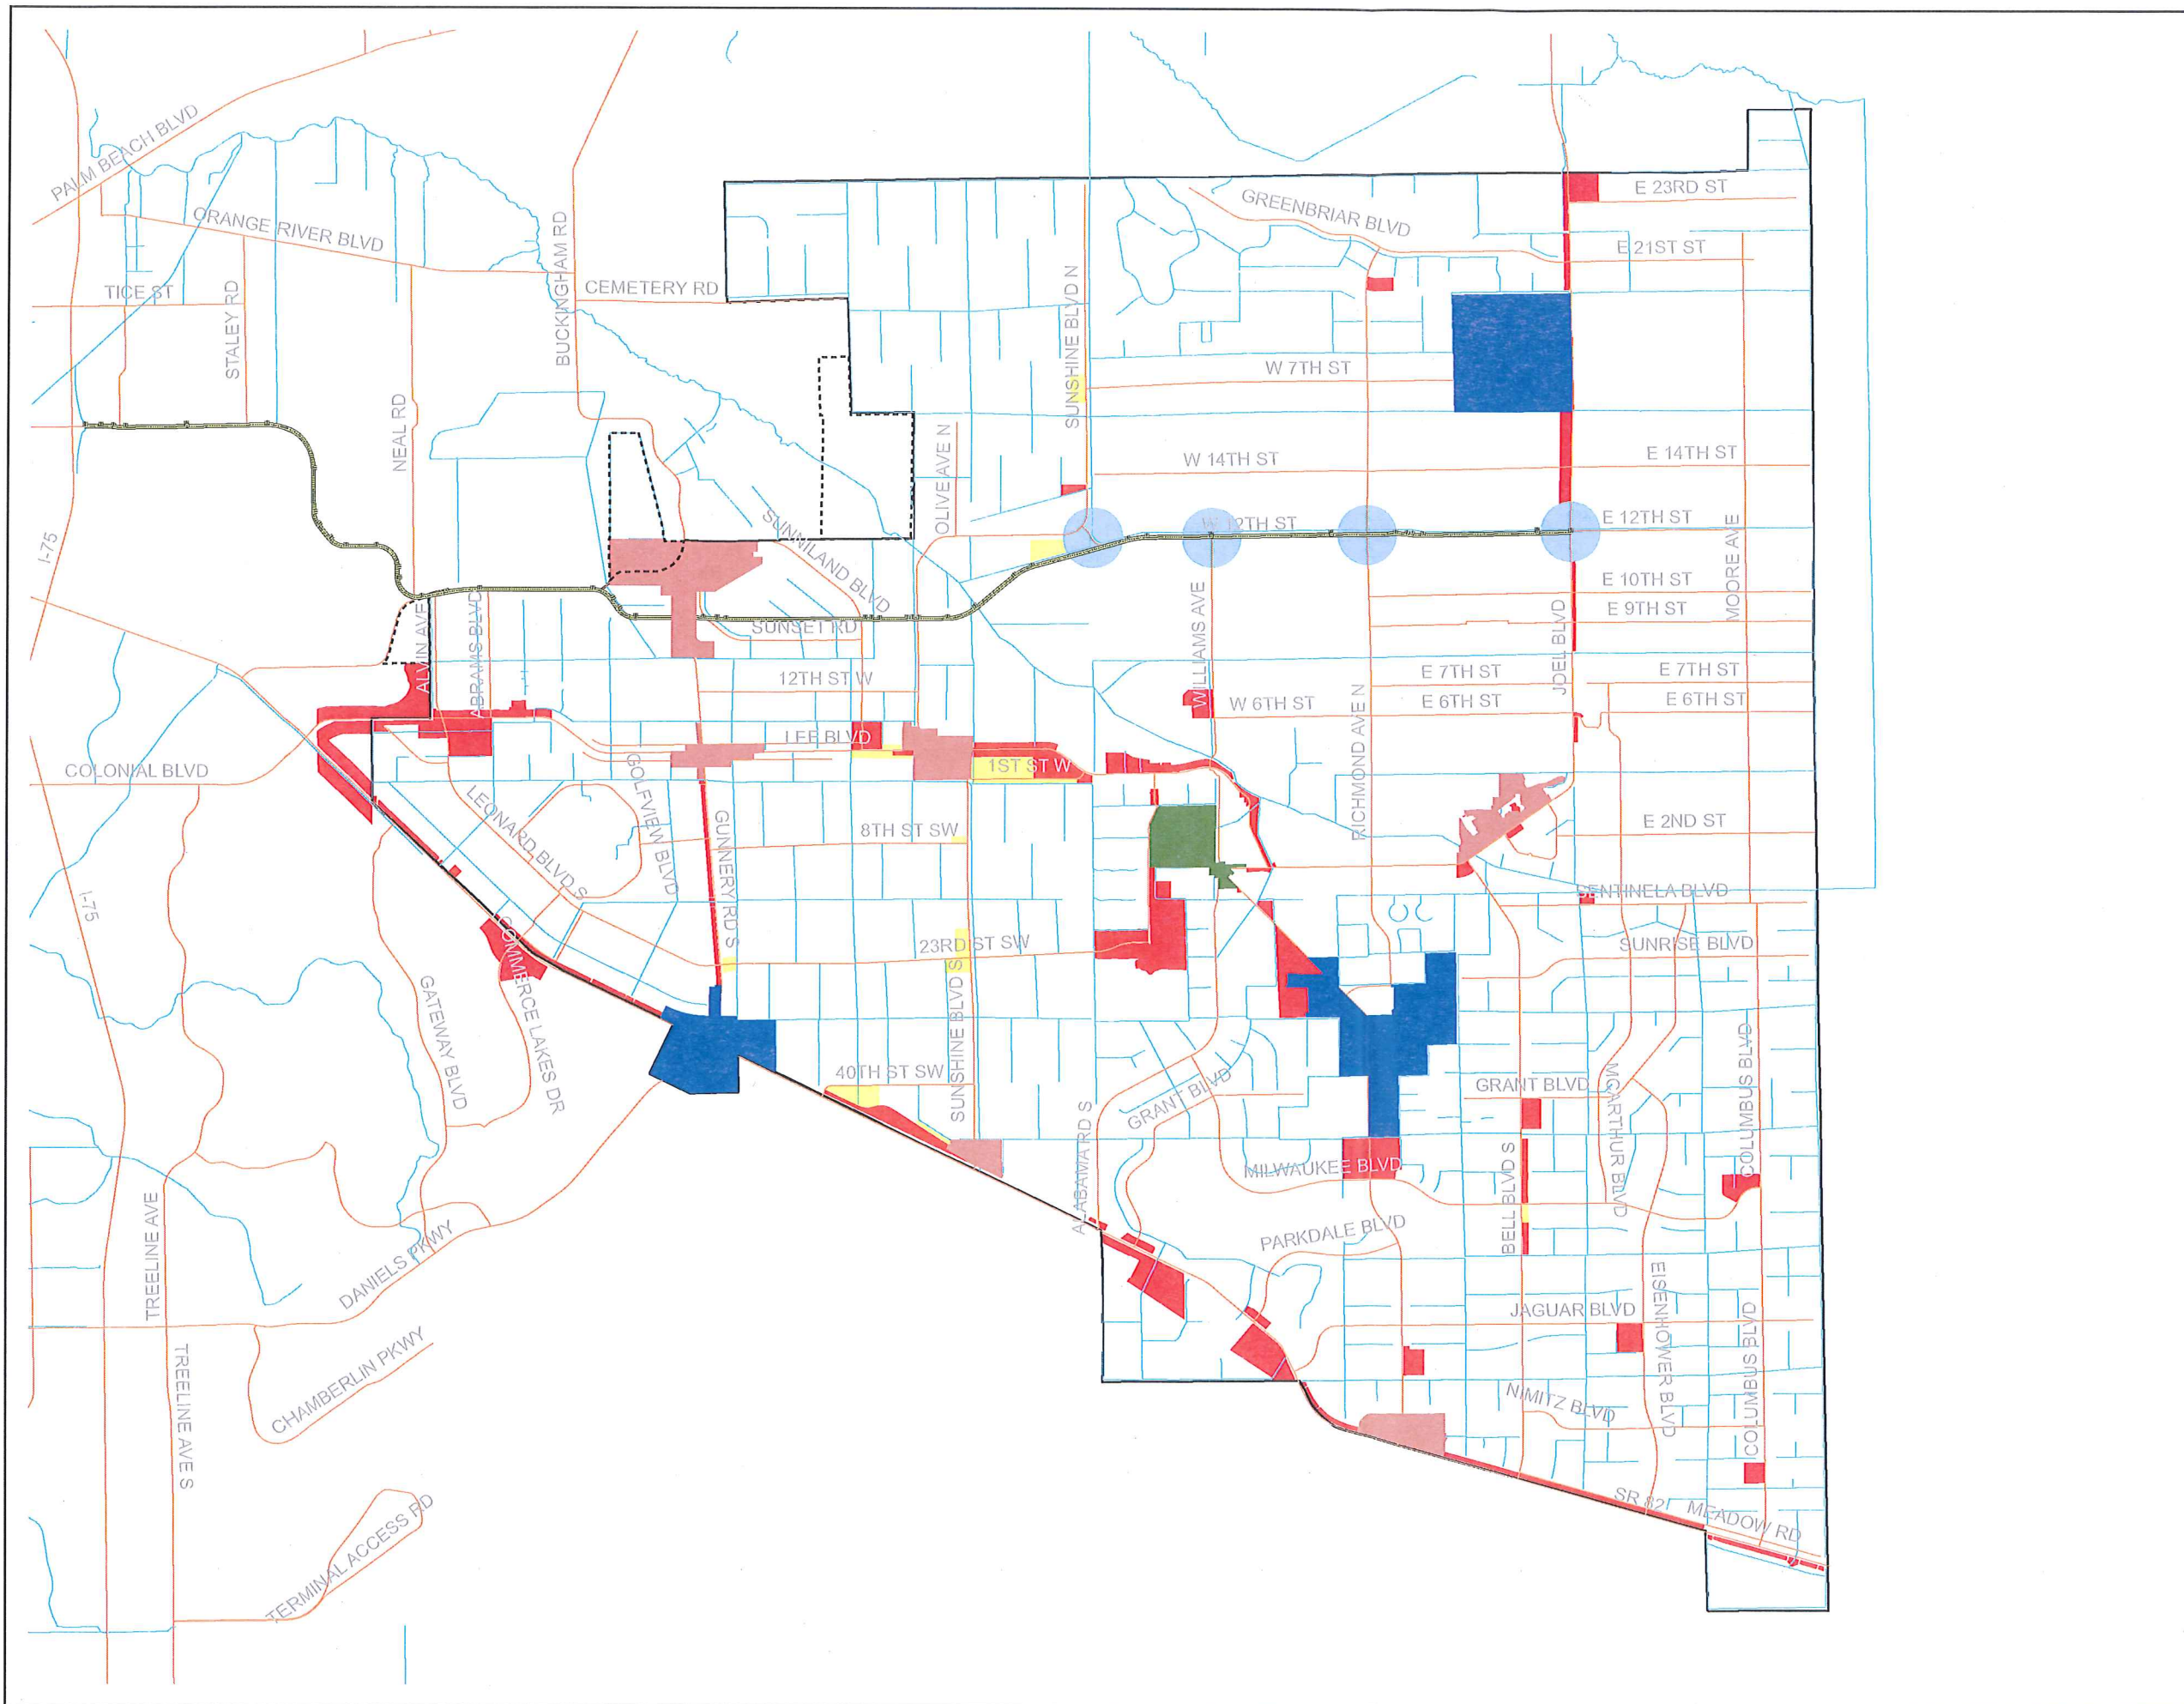 PALM BEACH BLVD
E 23RD ST
GREENBRIAR BLVD
ORANGE RIVER BLVD
BUCKINGHAM RD
E 21ST ST
TICE ST
STALEY RD
CEMETERY RD
SUNSHINE BLVD N
W 7TH ST
NEAL RD
OLIVE AVE N
W 14TH ST
E 14TH ST
SUNNILAND BLVD
W 12TH ST
E 12TH ST
MOORE AVE
I-75
E 10TH ST
E 9TH ST
ALVIN AVE
ABRAMS BLVD
SUNSET RD
WILLIAMS AVE
JOEL BLVD
12TH ST W
E 7TH ST
E 7TH ST
W 6TH ST
E 6TH ST
E 6TH ST
RICHMOND AVE N
LEE BLVD
COLONIAL BLVD
1ST ST W
GOLFVIEW BLVD
LEONARD BLVD S
GUNNERY RD S
8TH ST SW
E 2ND ST
I-75
SENTINELA BLVD
COMMERCE LAKES DR
23RD ST SW
SUNRISE BLVD
GATEWAY BLVD
SUNSHINE BLVD S
40TH ST SW
GRANT BLVD
GRANT BLVD
MCARTHUR BLVD
COLUMBUS BLVD
ALABAMA RD S
MILWAUKEE BLVD
BELL BLVD S
TREELINE AVE
DANIELS PKWY
PARKDALE BLVD
EISENHOWER BLVD
JAGUAR BLVD
COLUMBUS BLVD
CHAMBERLIN PKWY
TREELINE AVE S
NIMITZ BLVD
SR 82
MEADOW RD
TERMINAL ACCESS RD